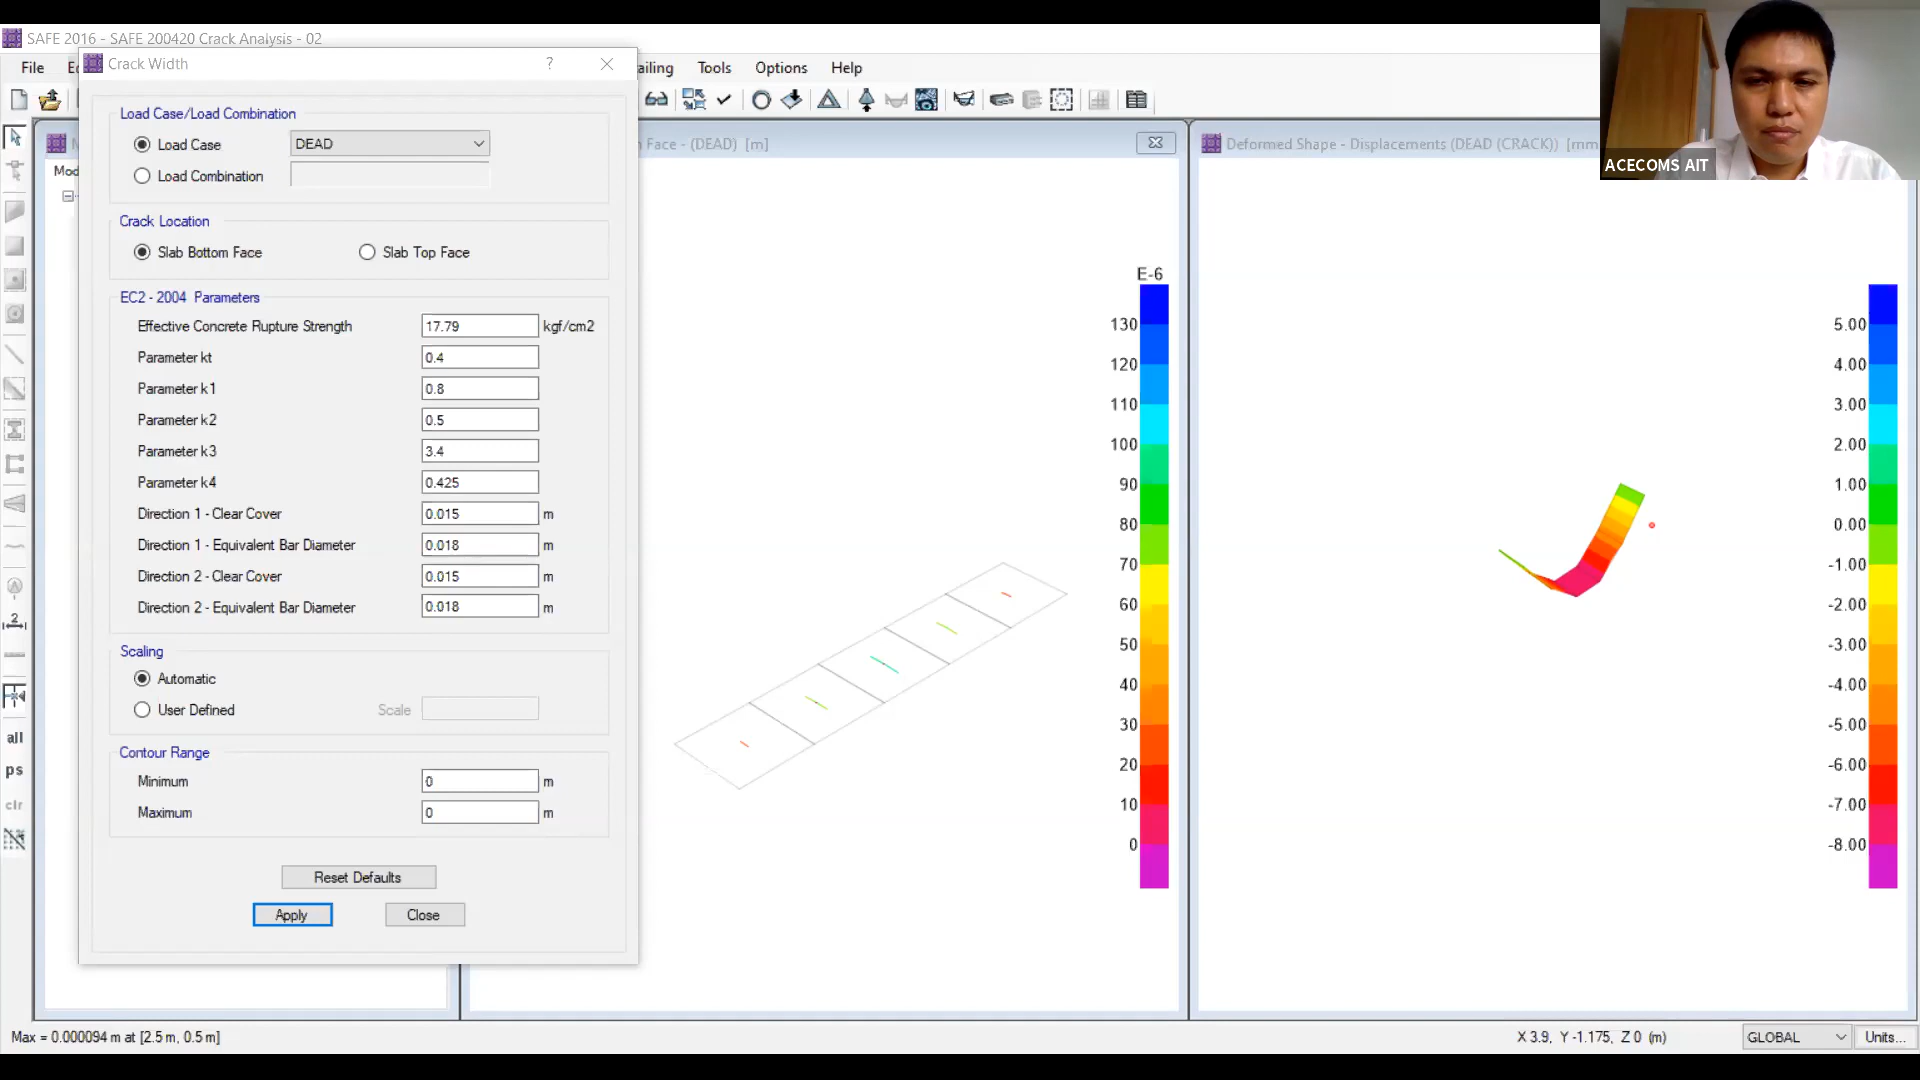 SAFE 2016 - SAFE 200420 Crack Analysis - 02
File
Tools Options Help
Crack Width
?
Face - (DEAD) [m]
Deformed Shape - Displacements (DEAD (CRACK)) [mm
ACECOMS AIT
Load Case/Load Combination
Load Case
DEAD
Load Combination
Crack Location
Slab Bottom Face
Slab Top Face
EC2 - 2004 Parameters
Effective Concrete Rupture Strength
17.79
kgf/cm2
Parameter kt
0.4
Parameter k1
0.8
Parameter k2
0.5
Parameter k3
3.4
Parameter k4
0.425
Direction 1 - Clear Cover
0.015
m
Direction 1 - Equivalent Bar Diameter
0.018
m
Direction 2 - Clear Cover
0.015
m
Direction 2 - Equivalent Bar Diameter
0.018
m
Scaling
Automatic
User Defined
Scale
Contour Range
Minimum
0
m
Maximum
0
m
Reset Defaults
Apply
Close
all
ps
clr
E-6
130
120
110
100
90
80
70
60
50
40
30
20
10
0
5.00
4.00
3.00
2.00
1.00
0.00
-1.00
-2.00
-3.00
-4.00
-5.00
-6.00
-7.00
-8.00
Max = 0.000094 m at [2.5 m, 0.5 m]
X 3.9, Y -1.175, Z 0 (m)
GLOBAL
Units...